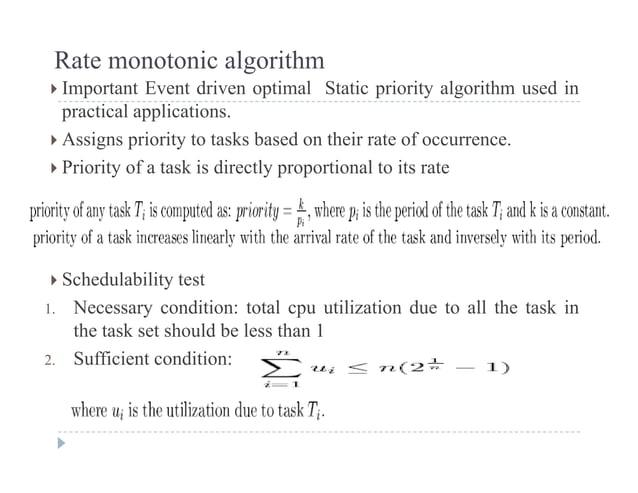 Rate monotonic algorithm
Important Event driven optimal Static priority algorithm used in
practical applications.
Assigns priority to tasks based on their rate of occurrence.
Priority of a task is directly proportional to its rate
priority of any task Tᵢ is computed as: priority = k/pᵢ, where pᵢ is the period of the task Tᵢ and k is a constant.
priority of a task increases linearly with the arrival rate of the task and inversely with its period.
Schedulability test
1. Necessary condition: total cpu utilization due to all the task in
the task set should be less than 1
2. Sufficient condition: ∑ᵢ₌₁ⁿ uᵢ ≤ n(2^(1/n) − 1)
where uᵢ is the utilization due to task Tᵢ.